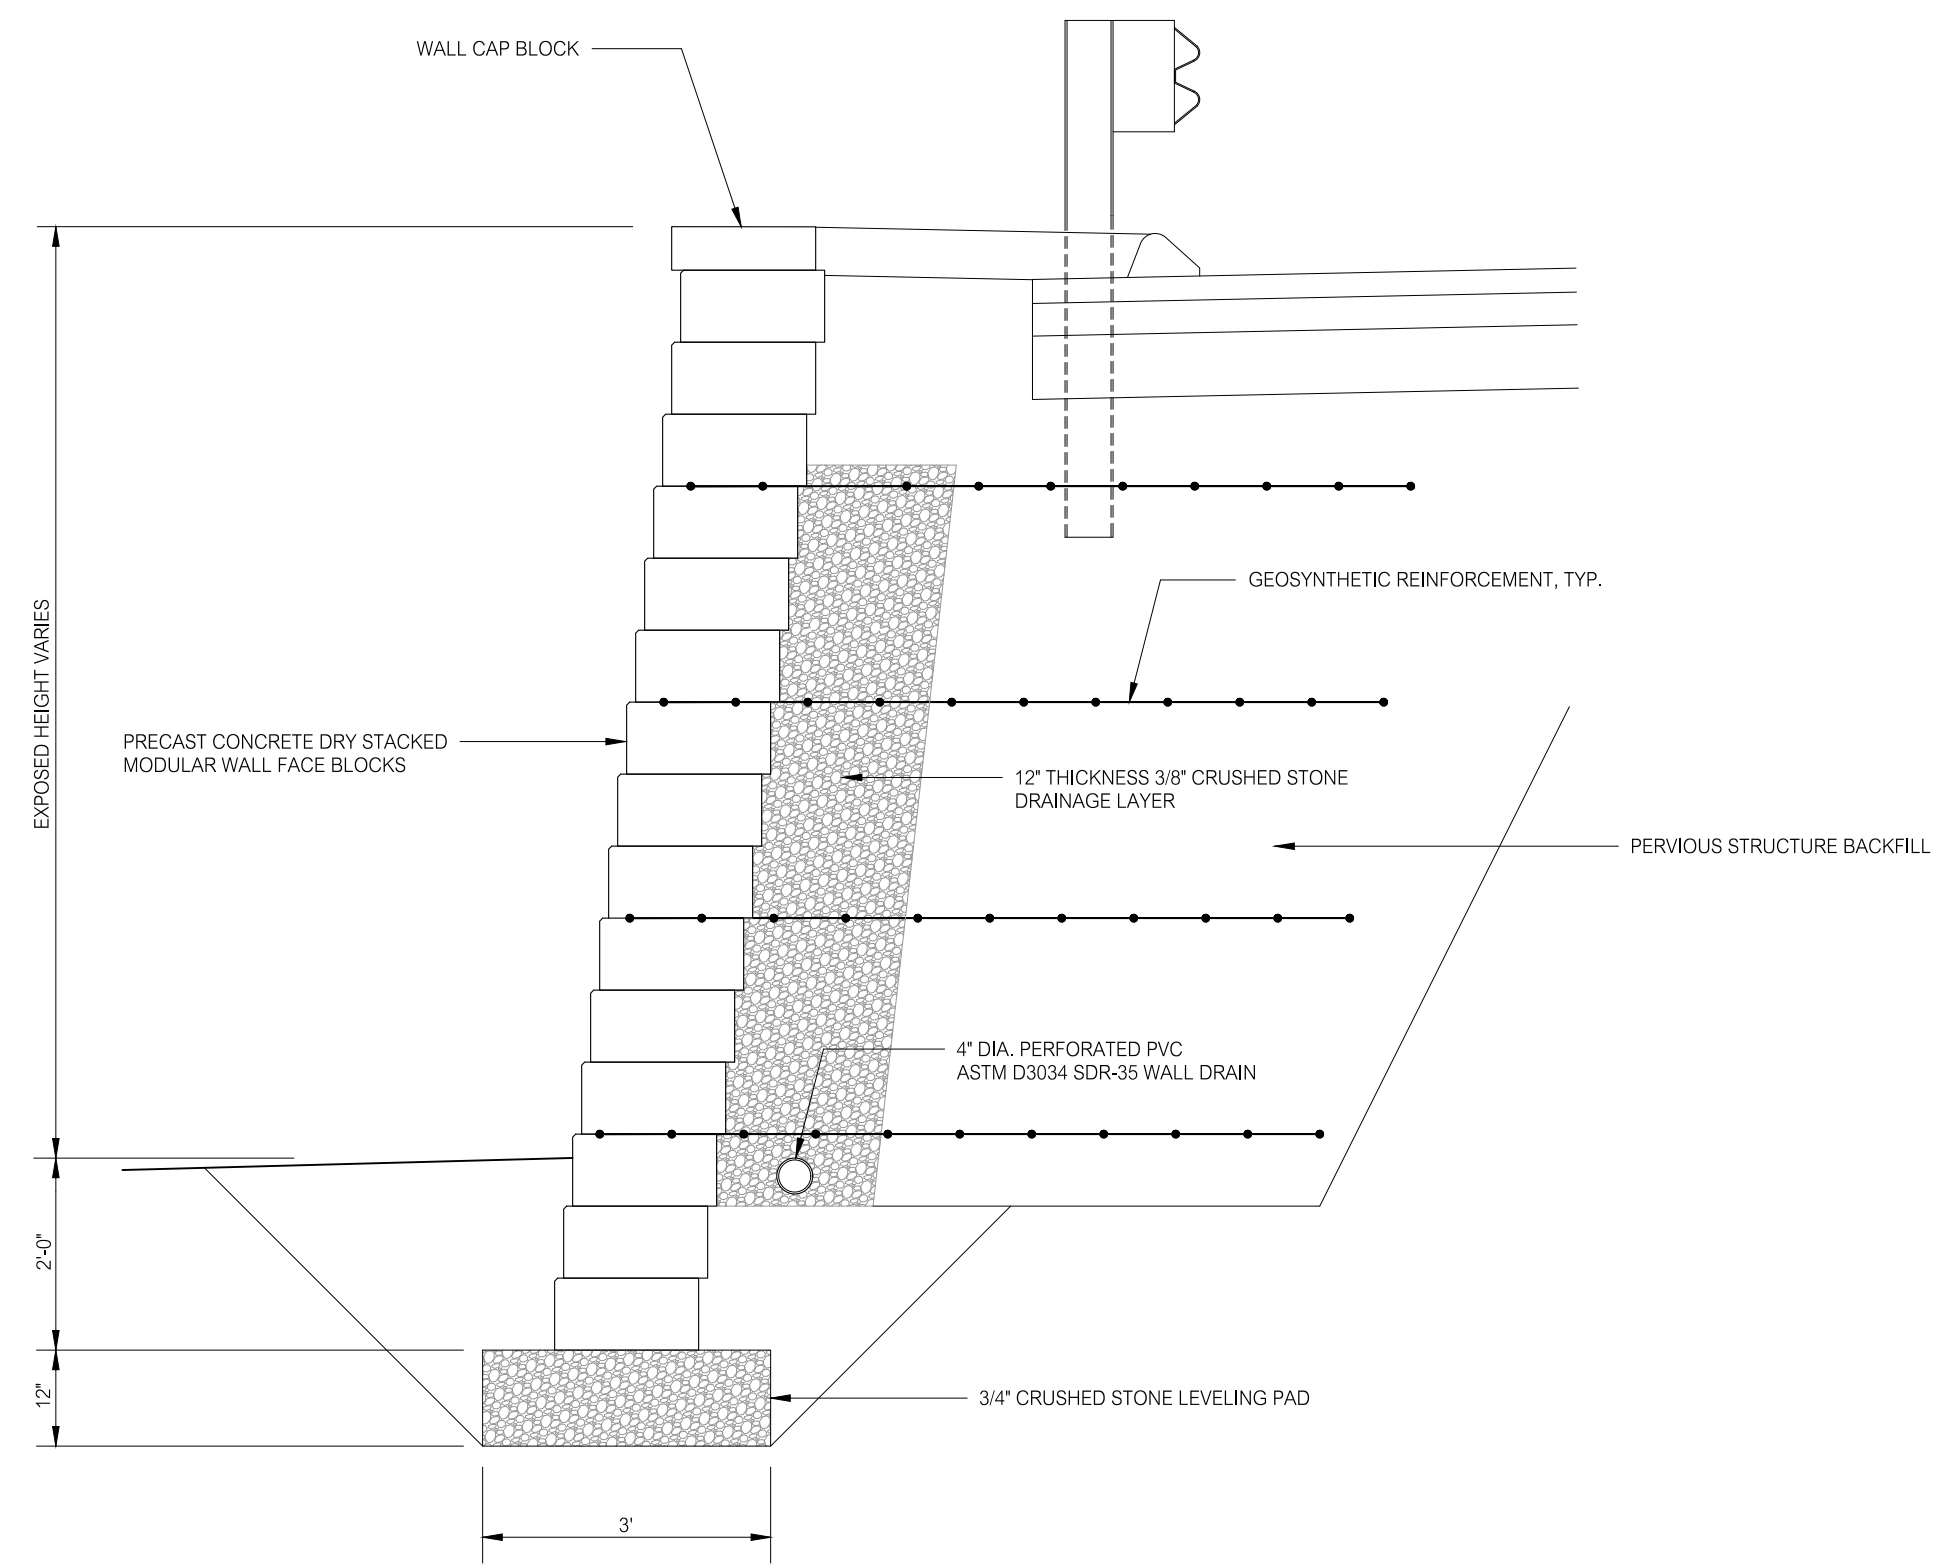 WALL CAP BLOCK
EXPOSED HEIGHT VARIES
GEOSYNTHETIC REINFORCEMENT, TYP.
PRECAST CONCRETE DRY STACKED
MODULAR WALL FACE BLOCKS
12" THICKNESS 3/8" CRUSHED STONE
DRAINAGE LAYER
PERVIOUS STRUCTURE BACKFILL
4" DIA. PERFORATED PVC
ASTM D3034 SDR-35 WALL DRAIN
2'-0"
12"
3/4" CRUSHED STONE LEVELING PAD
3'